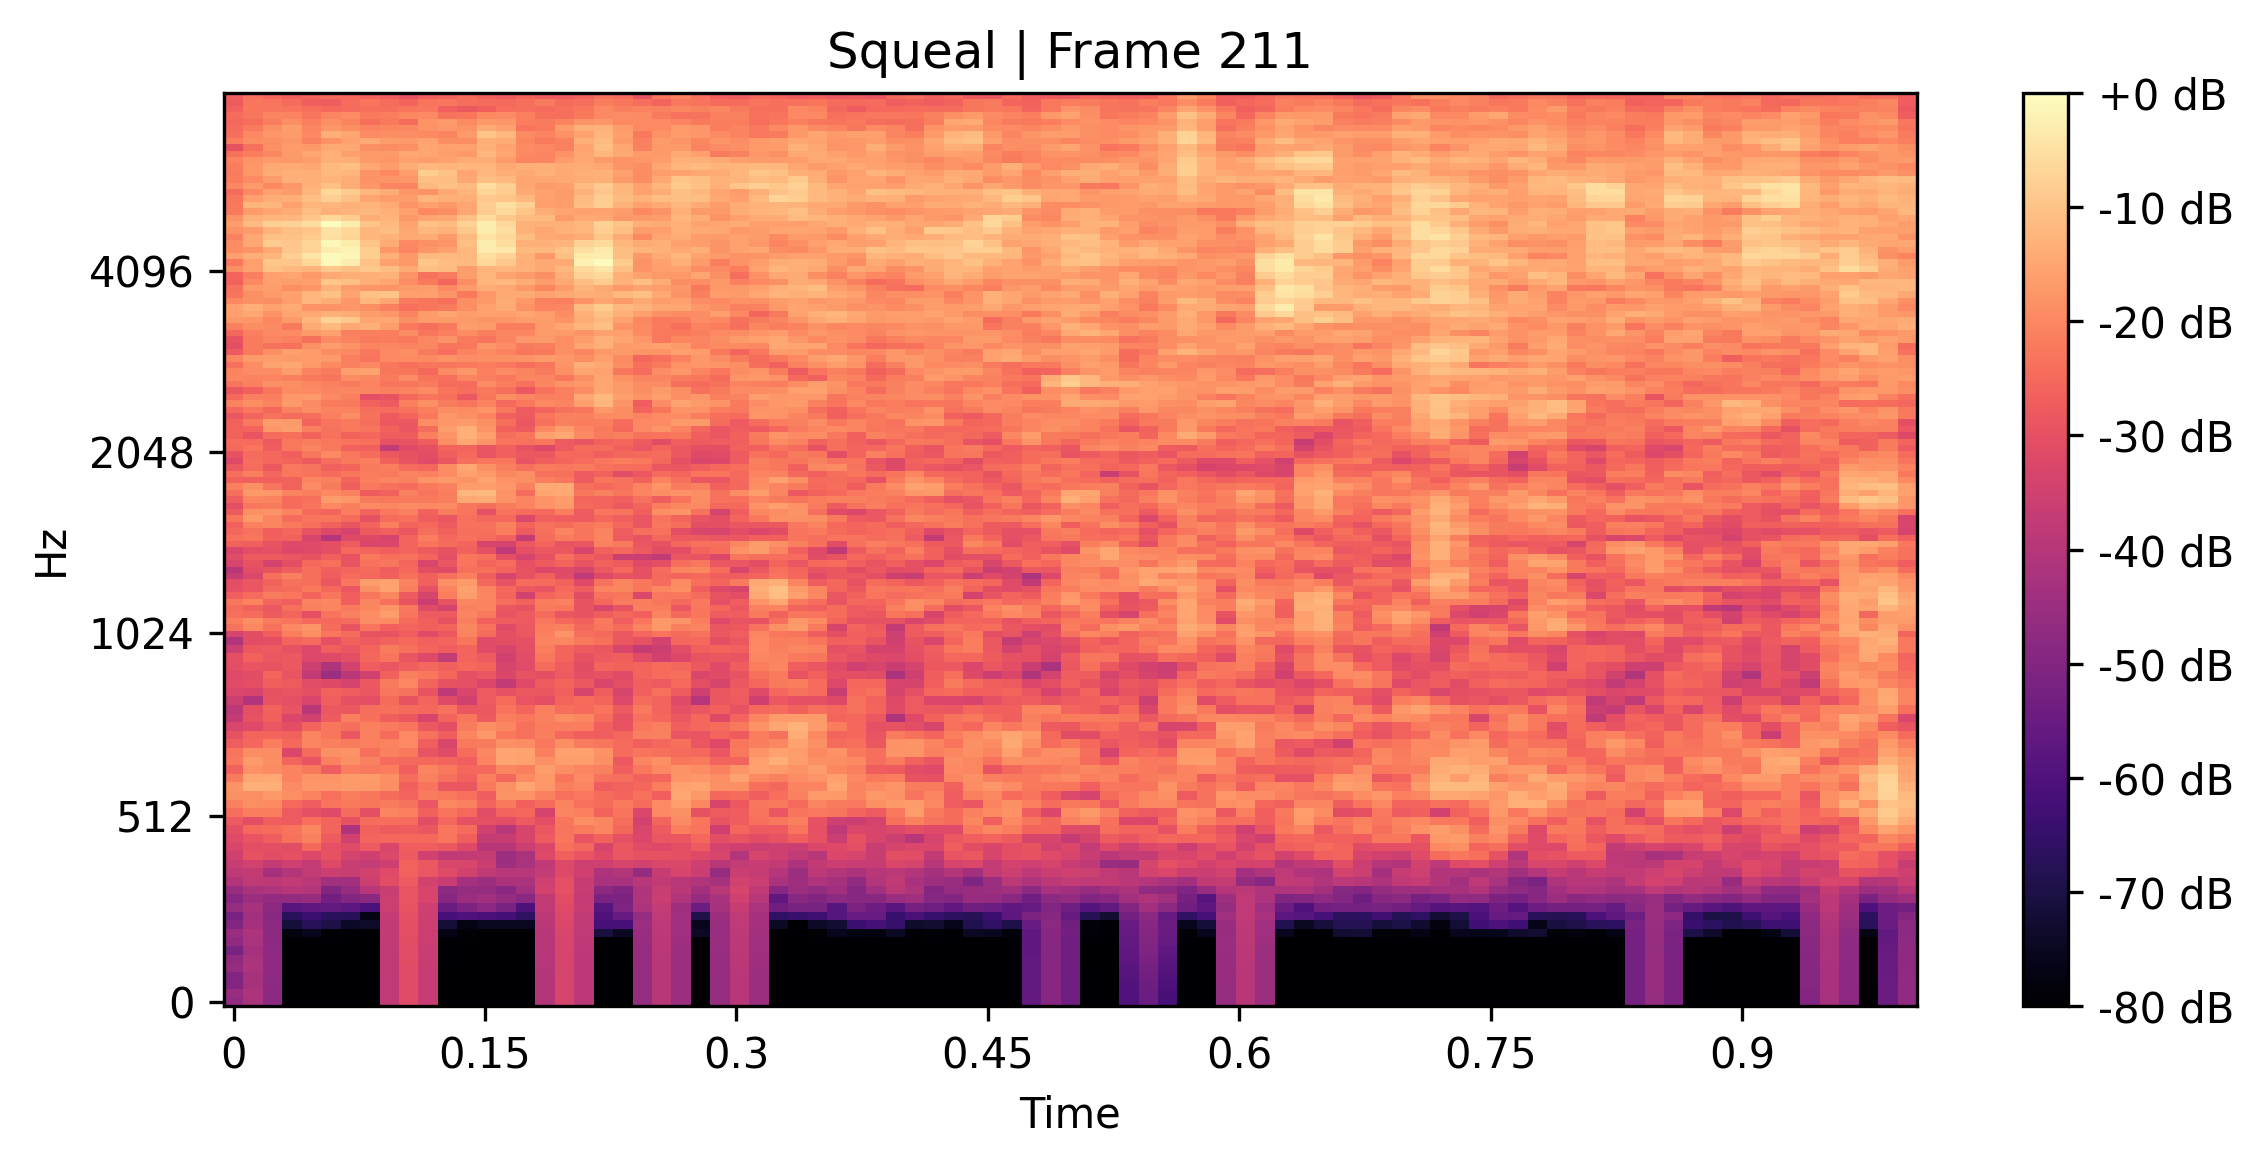 Squeal | Frame 211
+0 dB
-10 dB
-20 dB
-30 dB
-40 dB
-50 dB
-60 dB
-70 dB
-80 dB
Hz
4096
2048
1024
512
0
0 0.15 0.3 0.45 0.6 0.75 0.9
Time